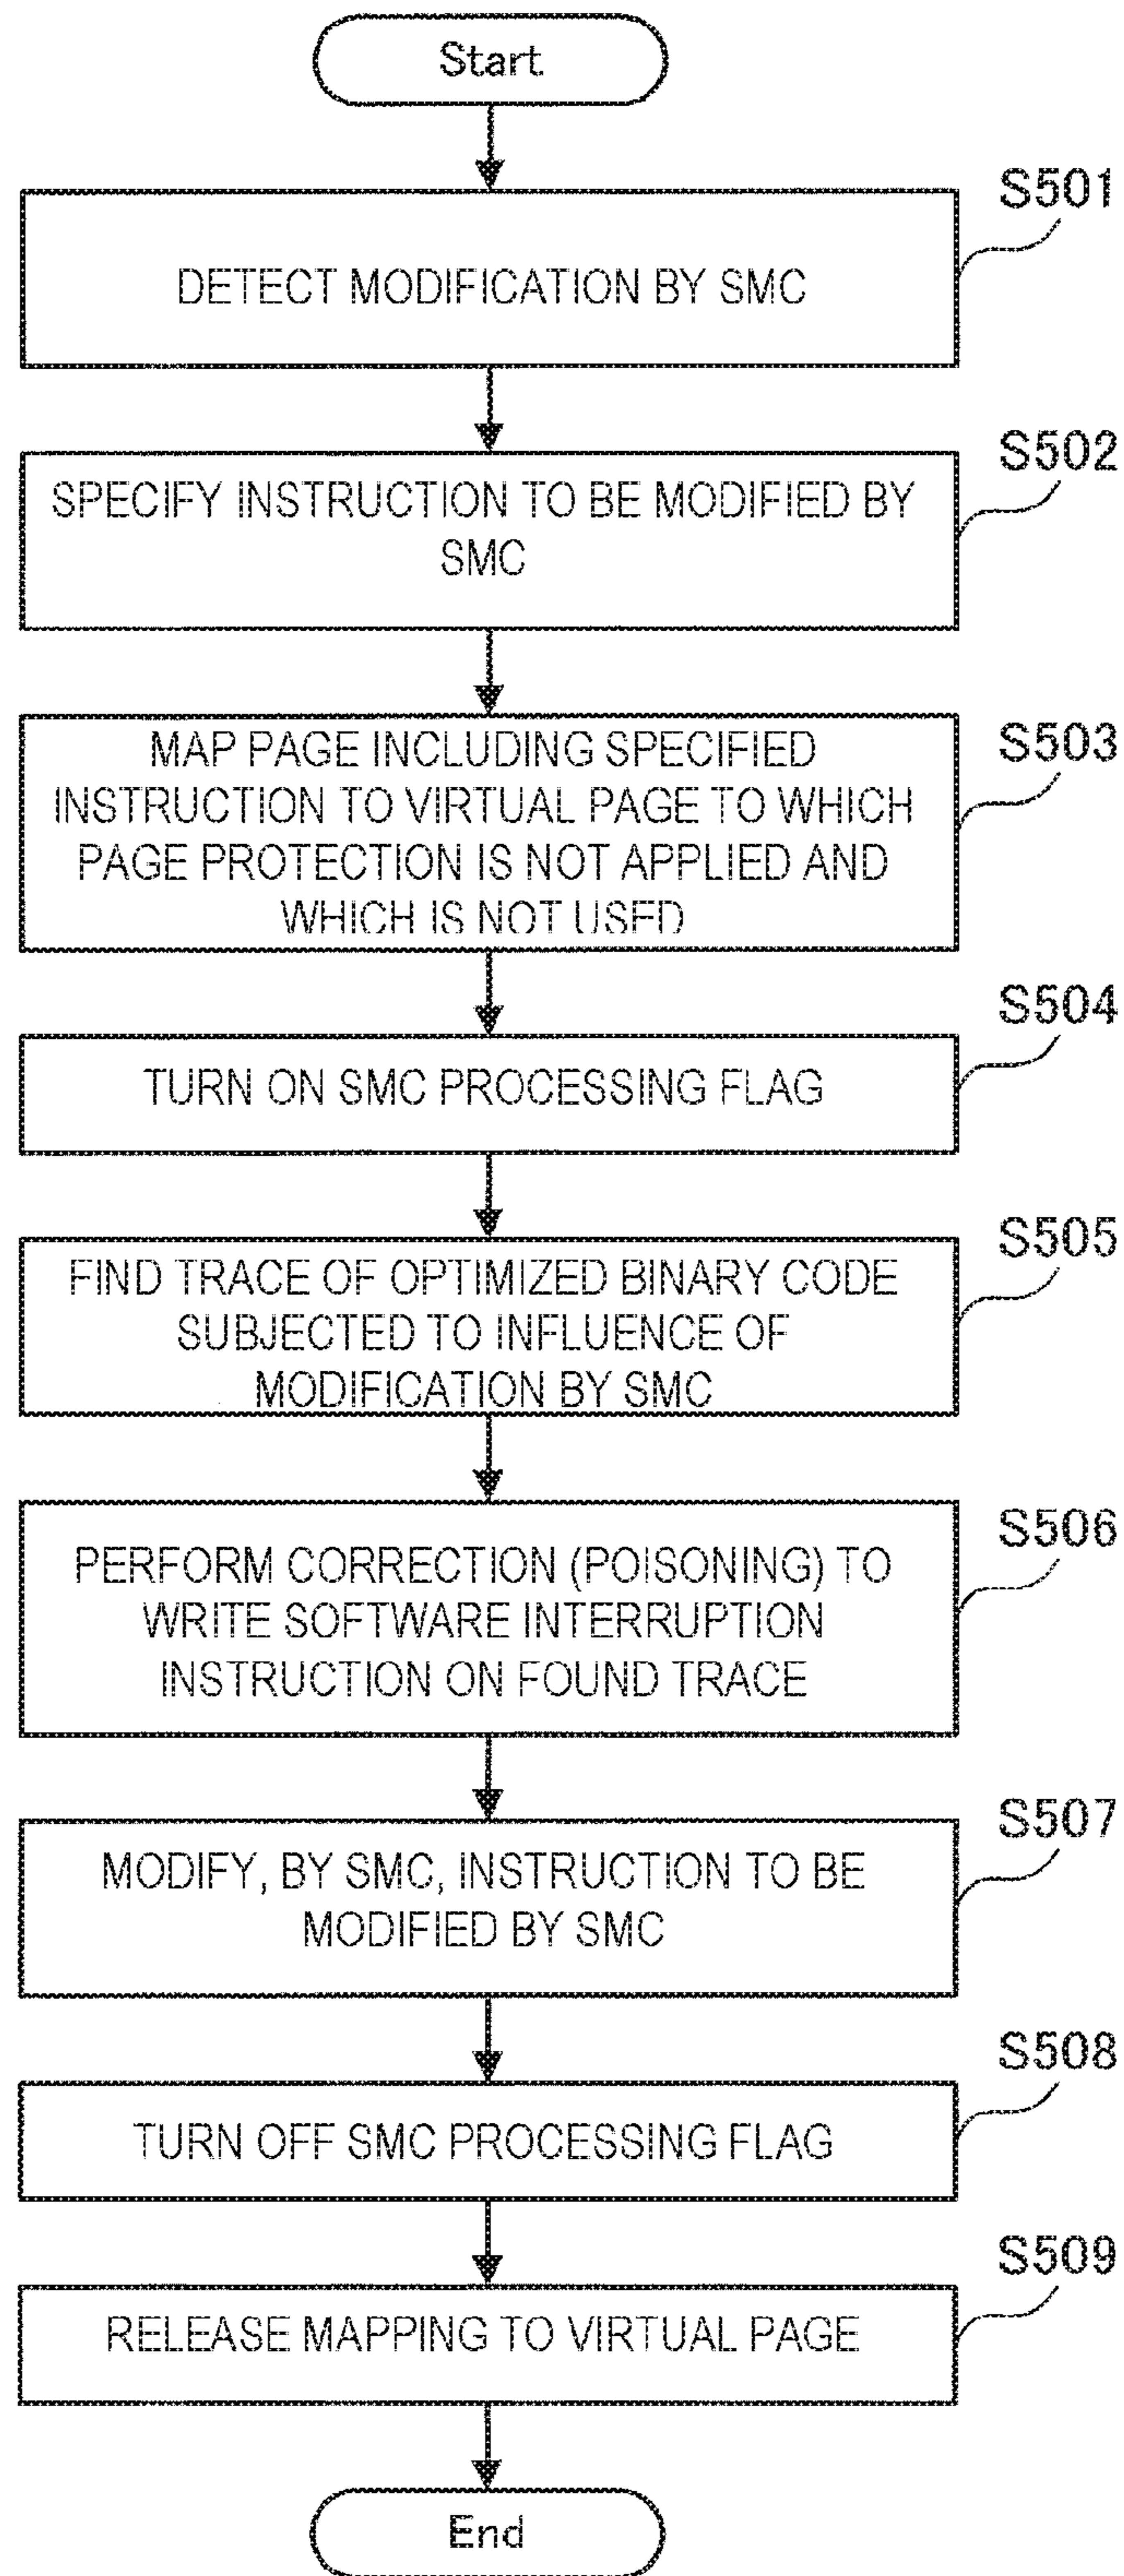 Start
S501
DETECT MODIFICATION BY SMC
S502
SPECIFY INSTRUCTION TO BE MODIFIED BY
SMC
S503
MAP PAGE INCLUDING SPECIFIED
INSTRUCTION TO VIRTUAL PAGE TO WHICH
PAGE PROTECTION IS NOT APPLIED AND
WHICH IS NOT USED
S504
TURN ON SMC PROCESSING FLAG
S505
FIND TRACE OF OPTIMIZED BINARY CODE
SUBJECTED TO INFLUENCE OF
MODIFICATION BY SMC
S506
PERFORM CORRECTION (POISONING) TO
WRITE SOFTWARE INTERRUPTION
INSTRUCTION ON FOUND TRACE
S507
MODIFY, BY SMC, INSTRUCTION TO BE
MODIFIED BY SMC
S508
TURN OFF SMC PROCESSING FLAG
S509
RELEASE MAPPING TO VIRTUAL PAGE
End